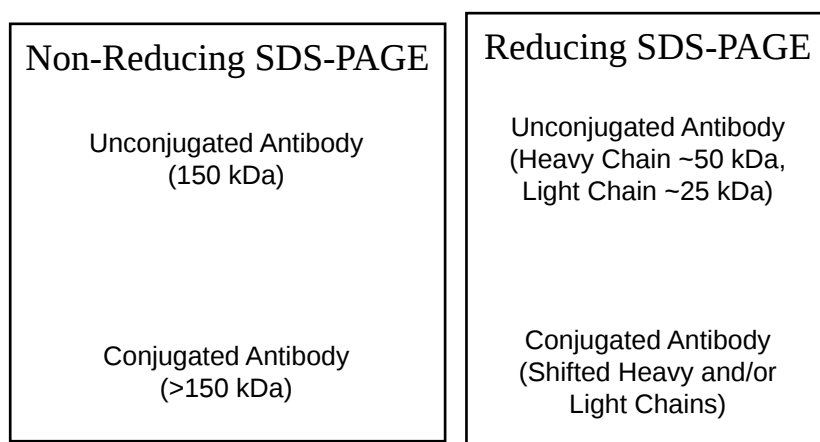 Non-Reducing SDS-PAGE
Unconjugated Antibody
(150 kDa)
Conjugated Antibody
(>150 kDa)
Reducing SDS-PAGE
Unconjugated Antibody
(Heavy Chain ~50 kDa,
Light Chain ~25 kDa)
Conjugated Antibody
(Shifted Heavy and/or
Light Chains)